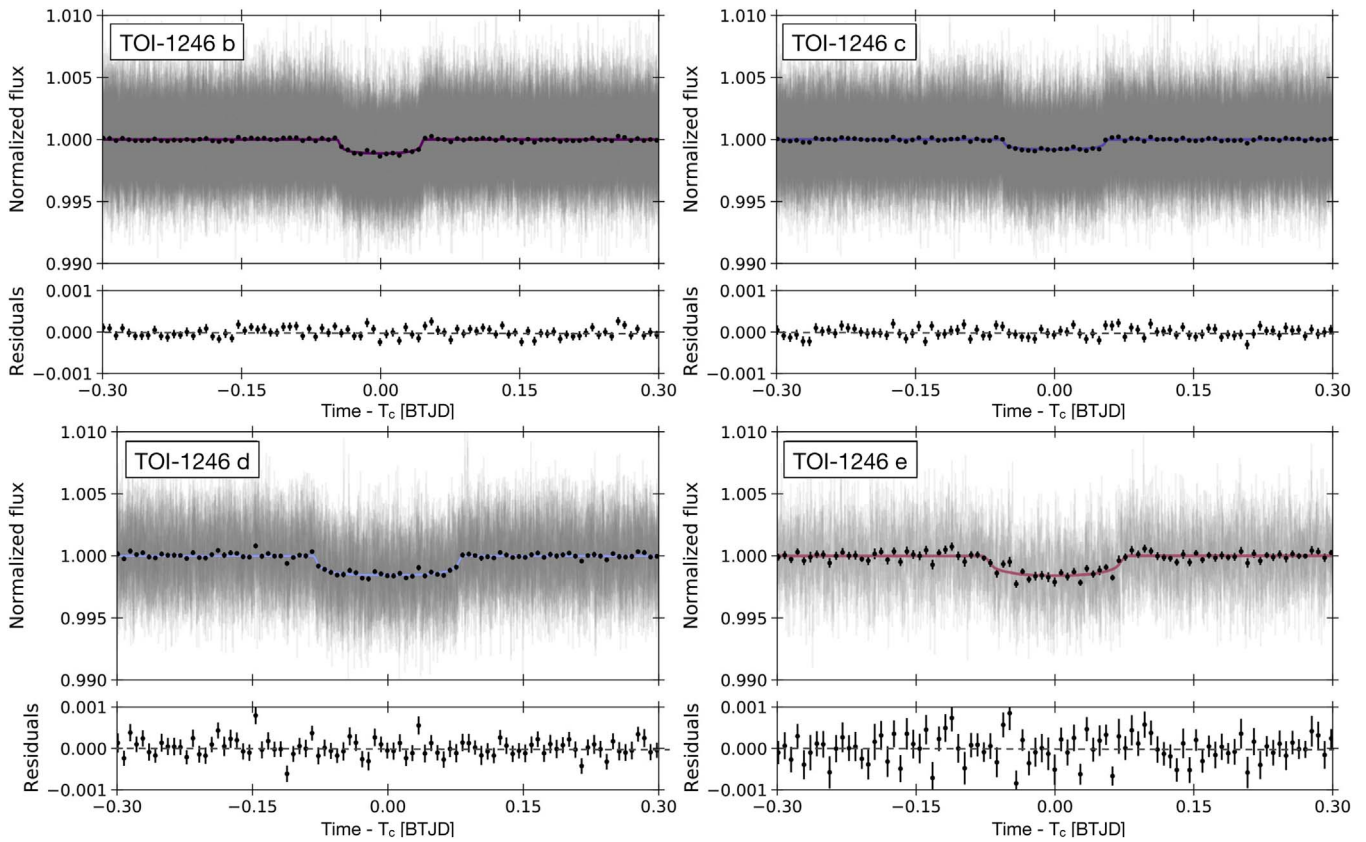 TOI-1246 b
Normalized flux
1.010
1.005
1.000
0.995
0.990
Residuals
0.001
0.000
−0.001
−0.30 −0.15 0.00 0.15 0.30
Time - Tc [BTJD]
TOI-1246 c
Normalized flux
1.010
1.005
1.000
0.995
0.990
Residuals
0.001
0.000
−0.001
−0.30 −0.15 0.00 0.15 0.30
Time - Tc [BTJD]
TOI-1246 d
Normalized flux
1.010
1.005
1.000
0.995
0.990
Residuals
0.001
0.000
−0.001
−0.30 −0.15 0.00 0.15 0.30
Time - Tc [BTJD]
TOI-1246 e
Normalized flux
1.010
1.005
1.000
0.995
0.990
Residuals
0.001
0.000
−0.001
−0.30 −0.15 0.00 0.15 0.30
Time - Tc [BTJD]